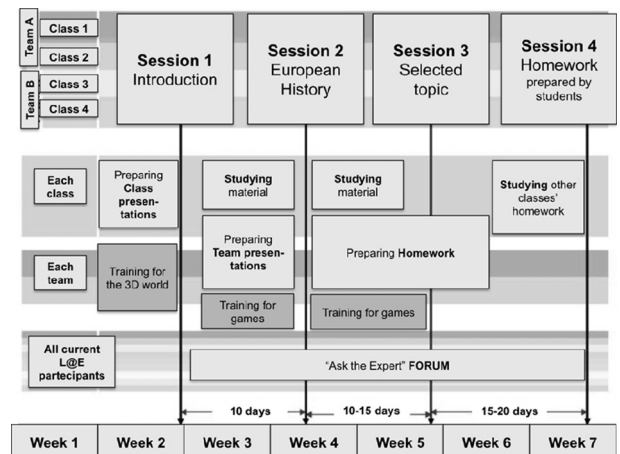 Team A
Class 1
Class 2
Team B
Class 3
Class 4
Session 1
Introduction
Session 2
European
History
Session 3
Selected
topic
Session 4
Homework
prepared by
students
Each
class
Preparing
Class
presen-
tations
Studying
material
Studying
material
Studying other
classes'
homework
Preparing
Team presen-
tations
Preparing Homework
Each
team
Training for
the 3D world
Training for
games
Training for games
All current
L@E
partecipants
"Ask the Expert" FORUM
10 days
10-15 days
15-20 days
Week 1
Week 2
Week 3
Week 4
Week 5
Week 6
Week 7